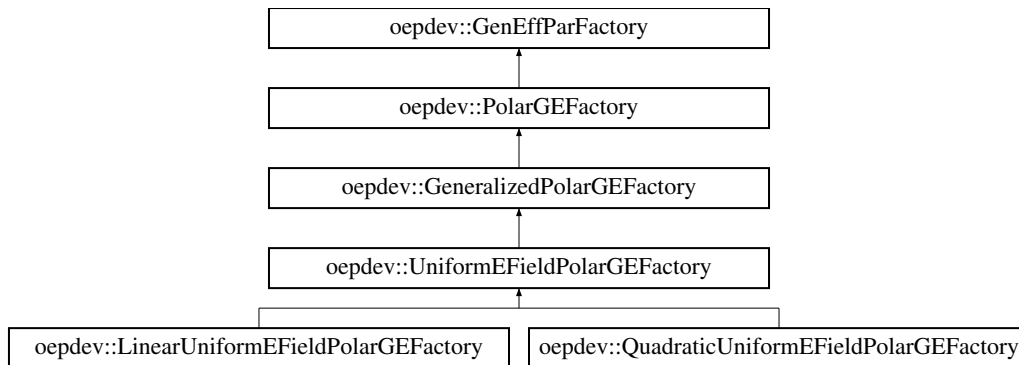 oepdev::GenEffParFactory
oepdev::PolarGEFactory
oepdev::GeneralizedPolarGEFactory
oepdev::UniformEFieldPolarGEFactory
oepdev::LinearUniformEFieldPolarGEFactory
oepdev::QuadraticUniformEFieldPolarGEFactory